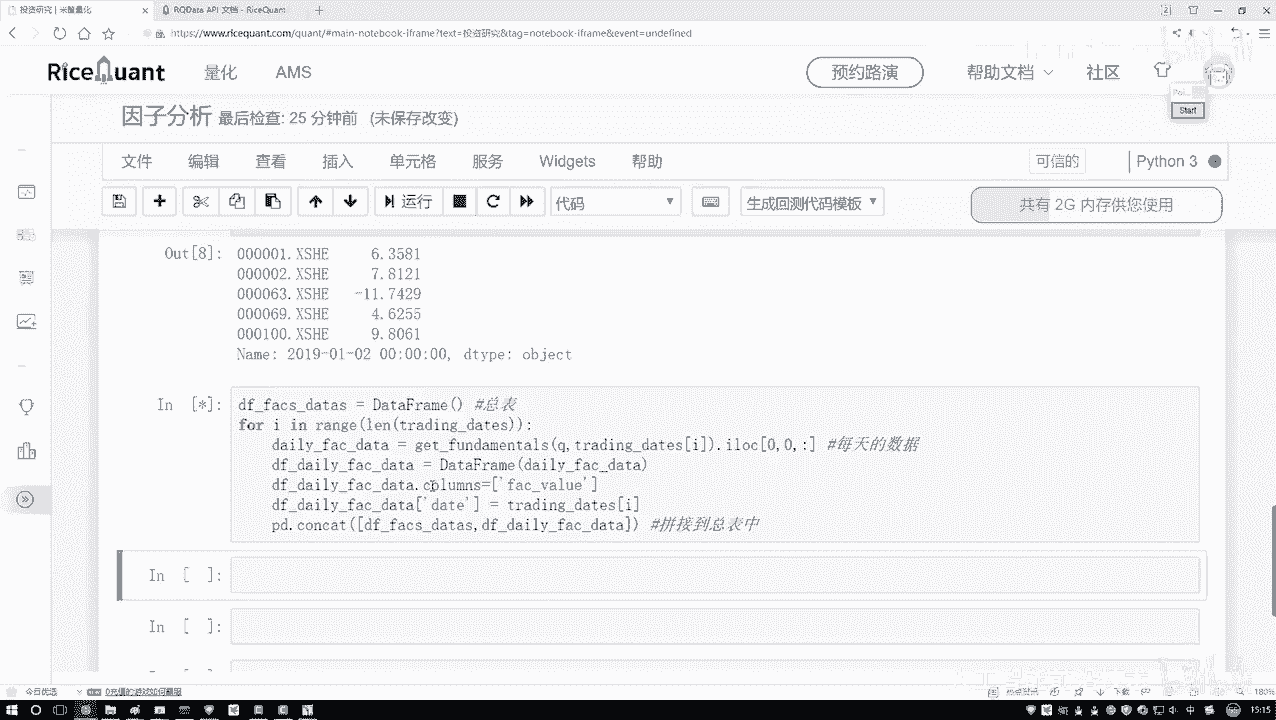 投资研究 | 米筐量化
RQData API 文档 - RiceQuant
https://www.ricequant.com/quant/#main-notebook-iframe?text=投资研究&tag=notebook-iframe&event=undefined
RiceQuant 量化 AMS 预约路演 帮助文档 社区
Start
因子分析 最后检查: 25 分钟前 (未保存改变)
文件 编辑 查看 插入 单元格 服务 Widgets 帮助 可信的 Python 3
运行 代码 生成回测代码模板 共有 2G 内存供您使用
Out[8]: 000001.XSHE 6.3581
000002.XSHE 7.8121
000063.XSHE -11.7429
000069.XSHE 4.6255
000100.XSHE 9.8061
Name: 2019-01-02 00:00:00, dtype: object
In [*]: df_facs_datas = DataFrame() #总表
for i in range(len(trading_dates)):
daily_fac_data = get_fundamentals(q,trading_dates[i]).iloc[0,0,:] #每天的数据
df_daily_fac_data = DataFrame(daily_fac_data)
df_daily_fac_data.columns=['fac_value']
df_daily_fac_data['date'] = trading_dates[i]
pd.concat([df_facs_datas,df_daily_fac_data]) #拼接到总表中
In [ ]:
In [ ]:
今日优选
下载 180%
中 15:15